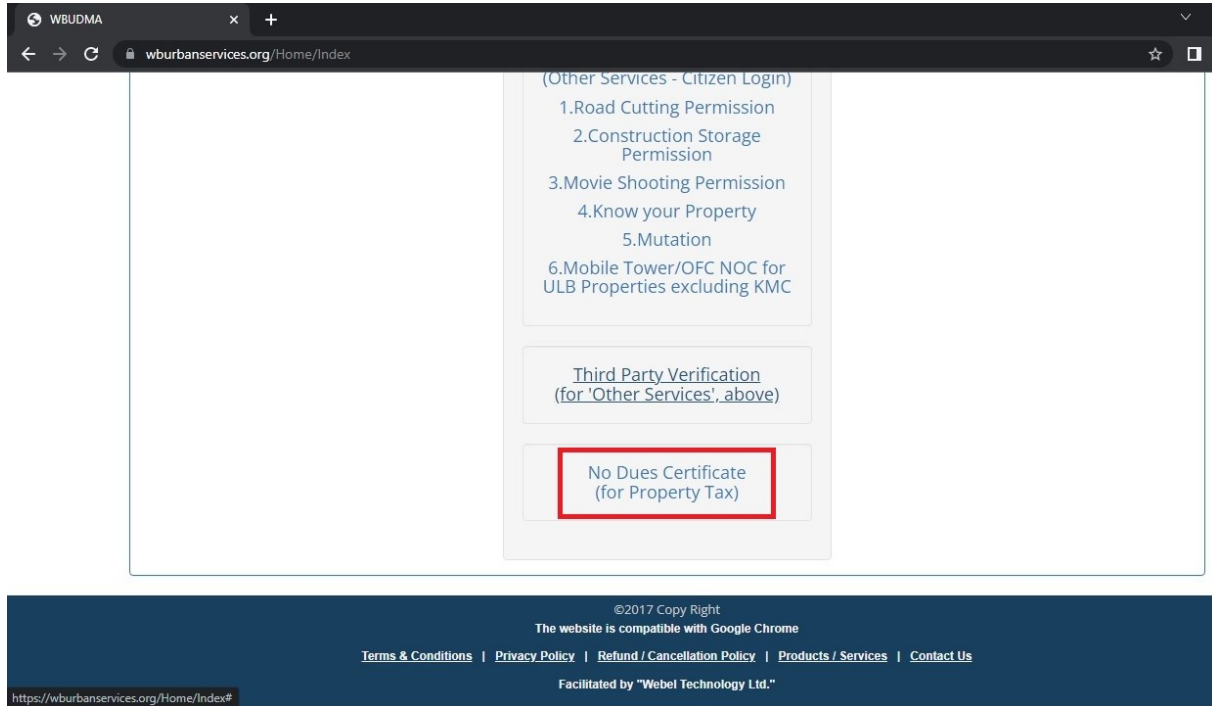 WBUDMA
wburbanservices.org/Home/Index
(Other Services - Citizen Login)
1.Road Cutting Permission
2.Construction Storage
Permission
3.Movie Shooting Permission
4.Know your Property
5.Mutation
6.Mobile Tower/OFC NOC for
ULB Properties excluding KMC
Third Party Verification
(for 'Other Services', above)
No Dues Certificate
(for Property Tax)
©2017 Copy Right
The website is compatible with Google Chrome
Terms & Conditions | Privacy Policy | Refund / Cancellation Policy | Products / Services | Contact Us
Facilitated by "Webel Technology Ltd."
https://wburbanservices.org/Home/Index#